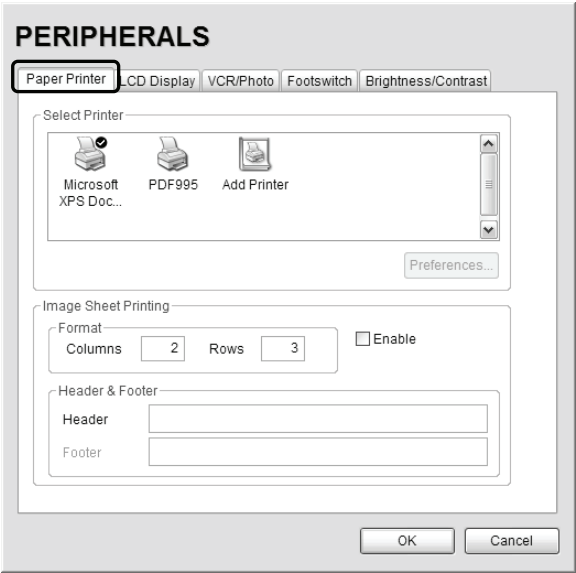 PERIPHERALS
Paper Printer LCD Display VCR/Photo Footswitch Brightness/Contrast
Select Printer
Microsoft XPS Doc...
PDF995
Add Printer
Preferences...
Image Sheet Printing
Format
Columns 2 Rows 3
Enable
Header & Footer
Header
Footer
OK Cancel